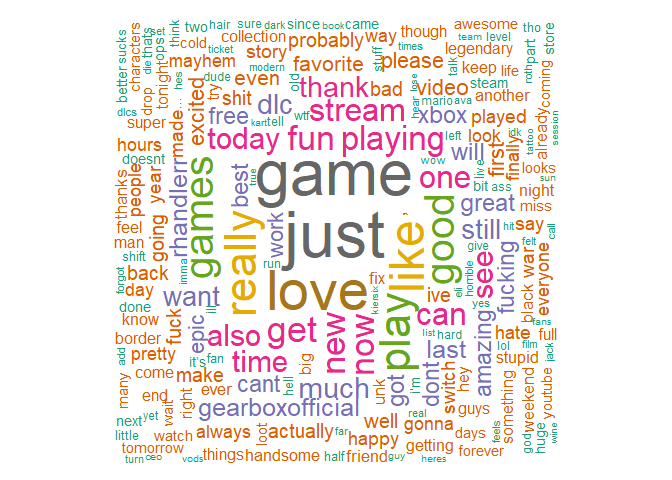 characters
die
thats
set
ops
think
two
hair
sure
dark
since
book
came
awesome
team
level
tho
roth
part
better
sucks
cold
ticket
collection
probably
way
though
legendary
store
mayhem
modern
story
favorite
stuff
please
times
talk
keep
life
coming
dlcs
drop
tonight
hes
try
dude
even
old
thank
bad
video
steam
another
already
super
made
excited
shit
free
dlc
wtf
stream
hear
lose
mario
ava
xbox
played
idk
tattoo
session
hours
kart
tell
today
fun
playing
left
look
first
finally
doesnt
wow
will
looks
sun
thanks
people
year
rhandlerr
games
best
true
game
one
live
bit
ass
night
feel
going
great
miss
man
really
work
just
like
good
see
still
hit
say
felt
call
shift
back
run
fix
give
fucking
black
war
everyone
forgot
day
want
imma
love
kiersix
play
ive
eli
horrible
yes
fans
done
ill
also
get
new
now
can
list
hard
amazing
hate
full
know
fuck
epic
time
big
last
lol
film
jack
border
it's
fan
cant
hell
much
unk
got
dont
i'm
switch
hey
stupid
add
pretty
many
come
make
ever
gearboxofficial
guys
something
weekend
youtube
end
wait
right
well
real
gonna
feels
god
huge
wine
next
yet
little
watch
always
loot
actually
far
happy
getting
days
forever
turn
ceo
tomorrow
vods
things
handsome
half
friend
guy
heres